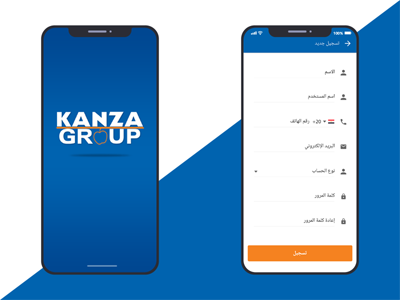 KANZA
GROUP
100%
تسجيل جديد
الاسم
اسم المستخدم
رقم الهاتف +20
البريد الإلكتروني
نوع الحساب
كلمة المرور
إعادة كلمة المرور
تسجيل